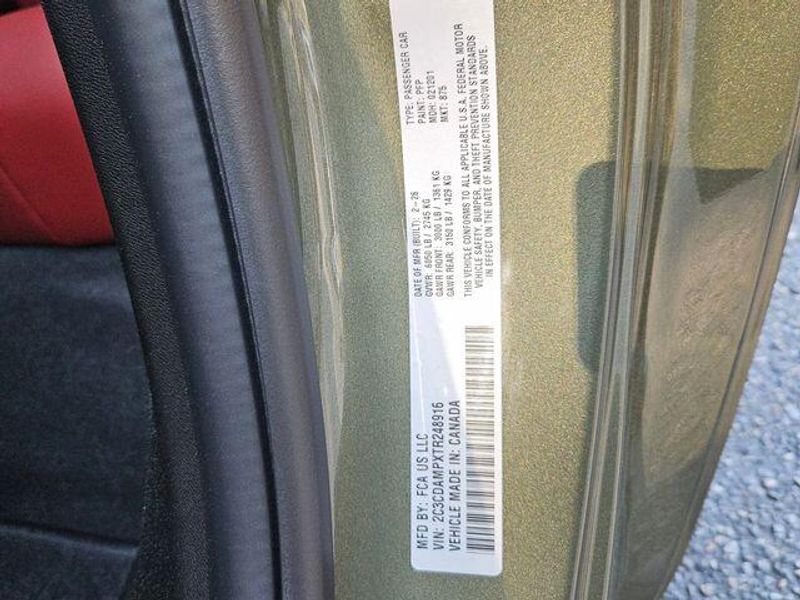 MFD BY: FCA US LLC
VIN: 2C3CDAMPXTR248916
VEHICLE MADE IN: CANADA
DATE OF MFR (BUILT): 2-26
GVWR: 6050 LB / 2745 KG
GAWR FRONT: 3000 LB / 1361 KG
GAWR REAR: 3150 LB / 1429 KG
TYPE: PASSENGER CAR
PAINT: PFP
MDH: 021201
MKT: 875
THIS VEHICLE CONFORMS TO ALL APPLICABLE U.S.A. FEDERAL MOTOR
VEHICLE SAFETY, BUMPER, AND THEFT PREVENTION STANDARDS
IN EFFECT ON THE DATE OF MANUFACTURE SHOWN ABOVE.